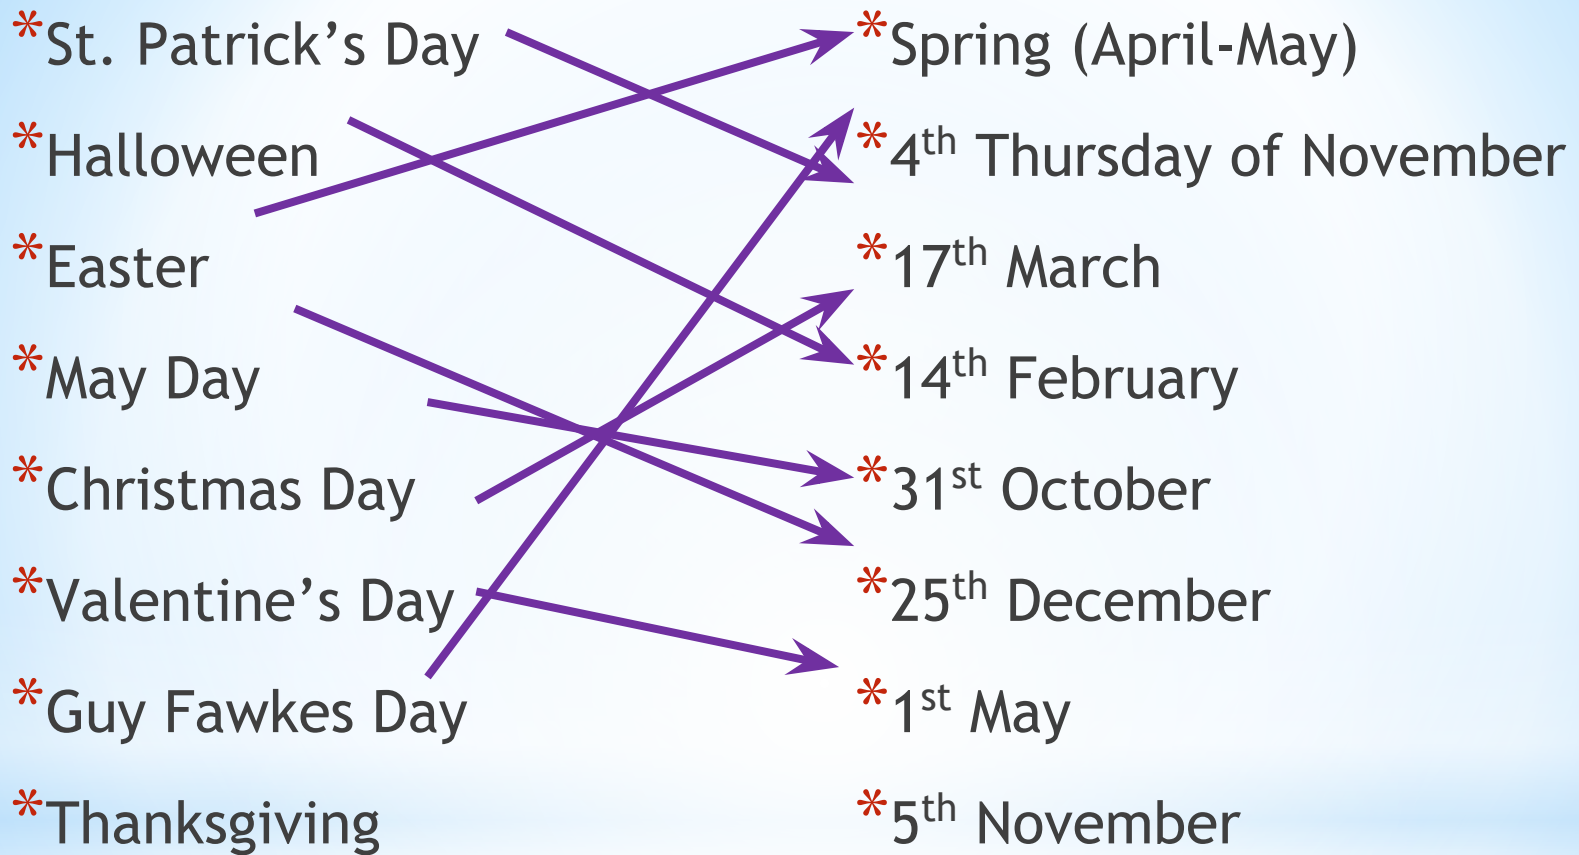 *St. Patrick’s Day
*Halloween
*Easter
*May Day
*Christmas Day
*Valentine’s Day
*Guy Fawkes Day
*Thanksgiving
*Spring (April-May)
*4th Thursday of November
*17th March
*14th February
*31st October
*25th December
*1st May
*5th November